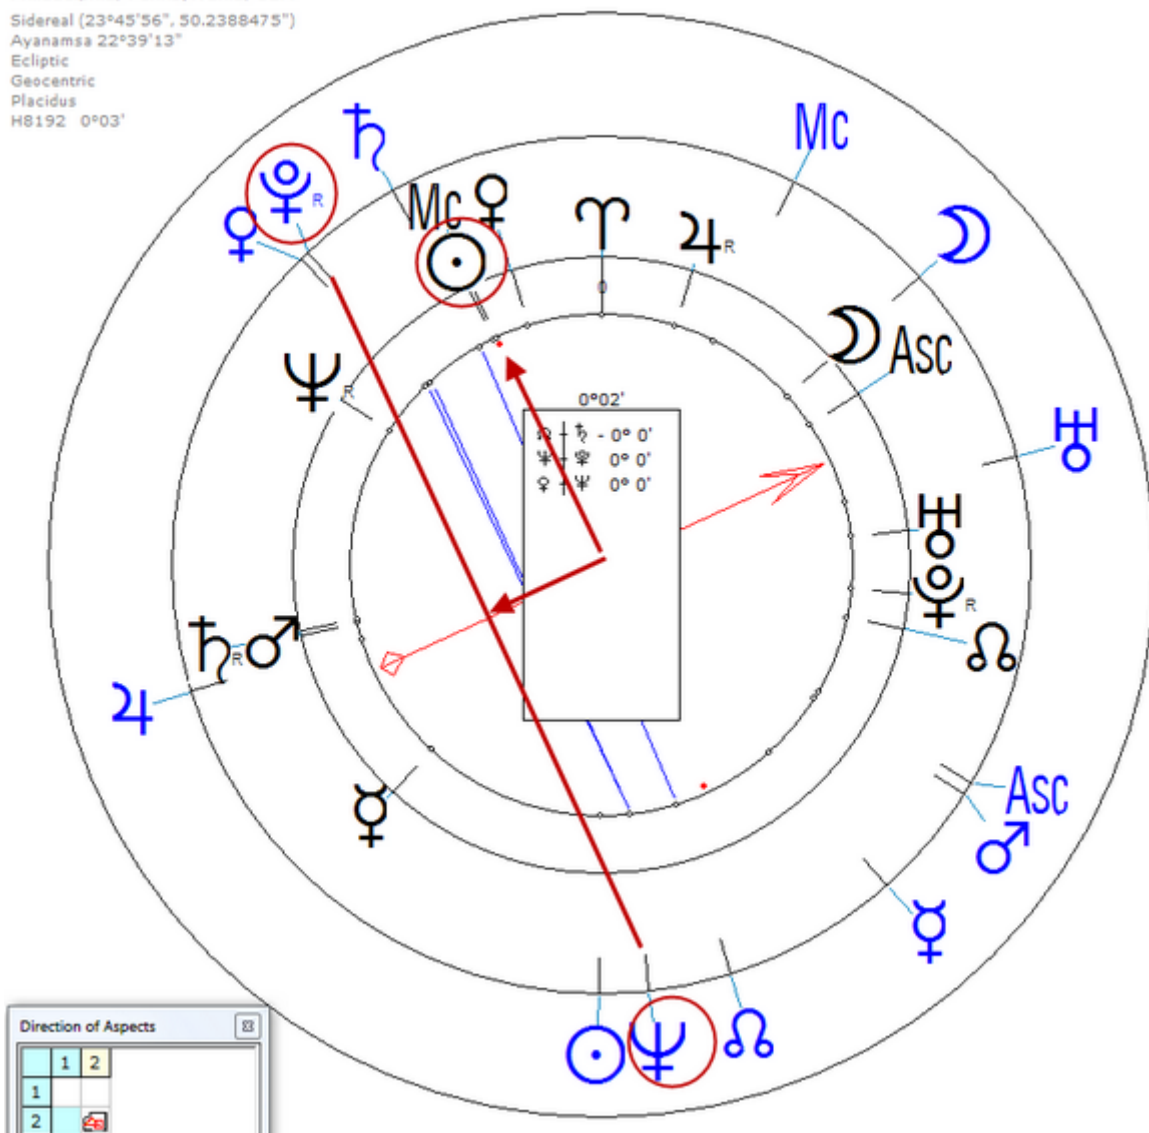 Sidereal (23°45'56", 50.2388475")
Ayanamsa 22°39'13"
Ecliptic
Geocentric
Placidus
H8192 0°03'
♄ Mc
♀ ♇ R Mc ♀ ♈ ♃ R ☽
☉
0
♆ R ☽ Asc
0°02'
♅
☊ ┼ ♄ - 0° 0'
♆ ┼ ♇ 0° 0'
♀ ┼ ♆ 0° 0'
♅
♇ R
♄ R ♂ ☊
♃
☿ Asc
♂
☿
☉ ♆ ☊
Direction of Aspects
1 2
1
2